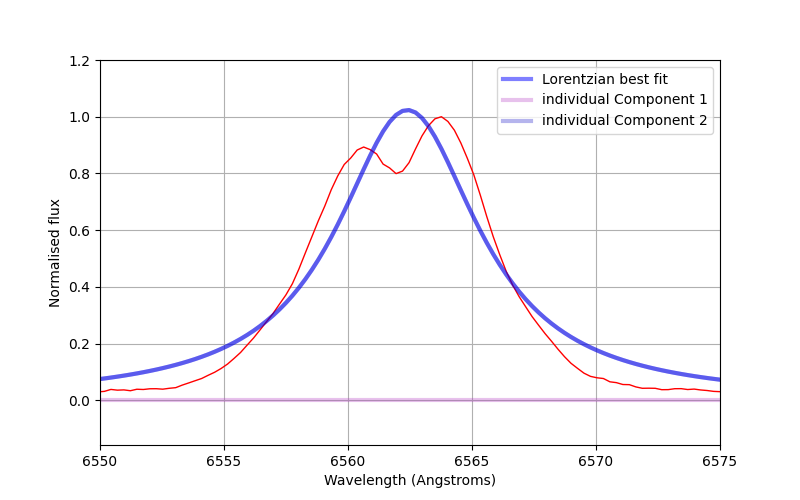 1.2
1.0
0.8
0.6
0.4
0.2
0.0
Normalised flux
Lorentzian best fit
individual Component 1
individual Component 2
6550 6555 6560 6565 6570 6575
Wavelength (Angstroms)